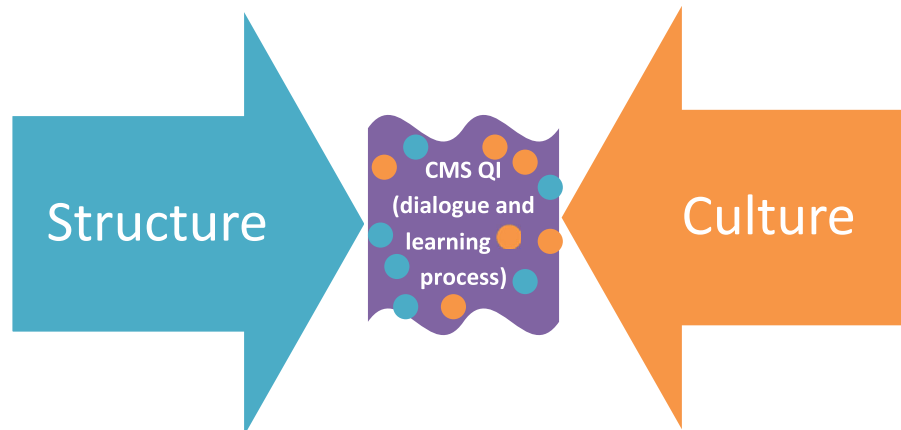 Structure
CMS QI
(dialogue and
learning
process)
Culture